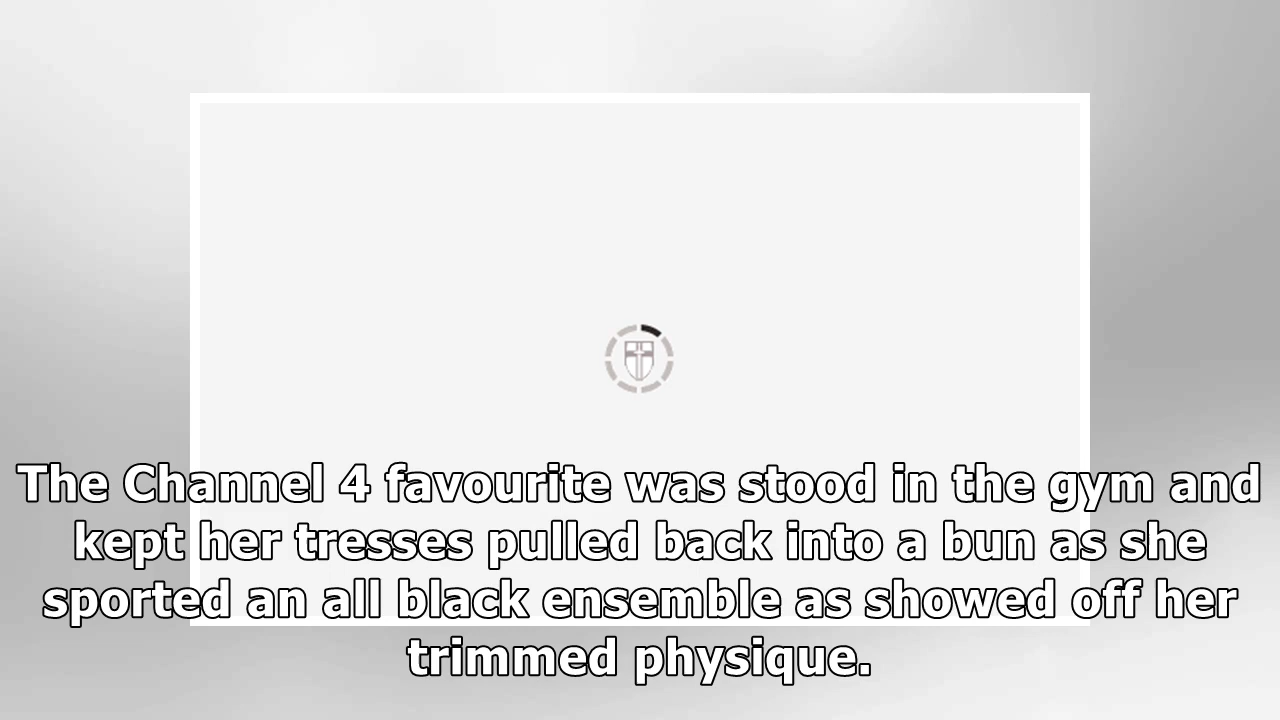 The Channel 4 favourite was stood in the gym and
kept her tresses pulled back into a bun as she
sported an all black ensemble as showed off her
trimmed physique.